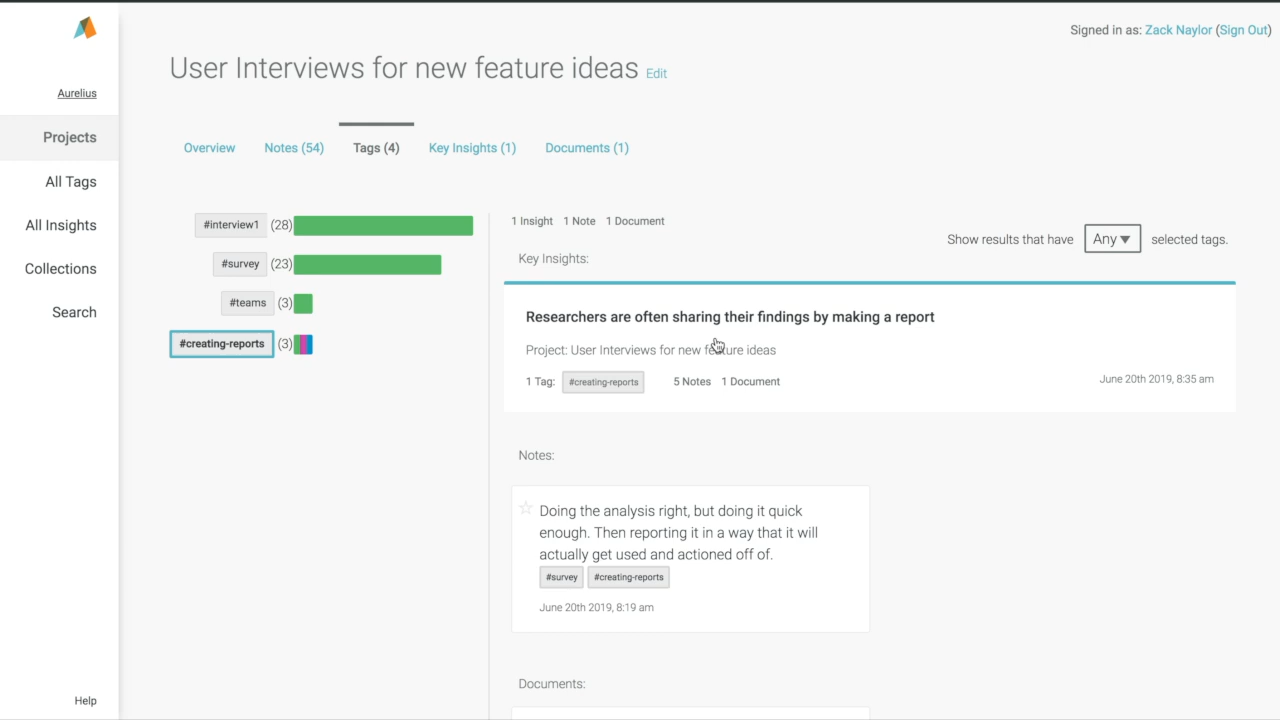 Signed in as: Zack Naylor (Sign Out)
User Interviews for new feature ideas Edit
Aurelius
Projects
All Tags
All Insights
Collections
Search
Help
Overview Notes (54) Tags (4) Key Insights (1) Documents (1)
#interview1 (28)
#survey (23)
#teams (3)
#creating-reports (3)
1 Insight 1 Note 1 Document
Show results that have Any ▼ selected tags.
Key Insights:
Researchers are often sharing their findings by making a report
Project: User Interviews for new feature ideas
1 Tag: #creating-reports 5 Notes 1 Document
June 20th 2019, 8:35 am
Notes:
Doing the analysis right, but doing it quick
enough. Then reporting it in a way that it will
actually get used and actioned off of.
#survey #creating-reports
June 20th 2019, 8:19 am
Documents: